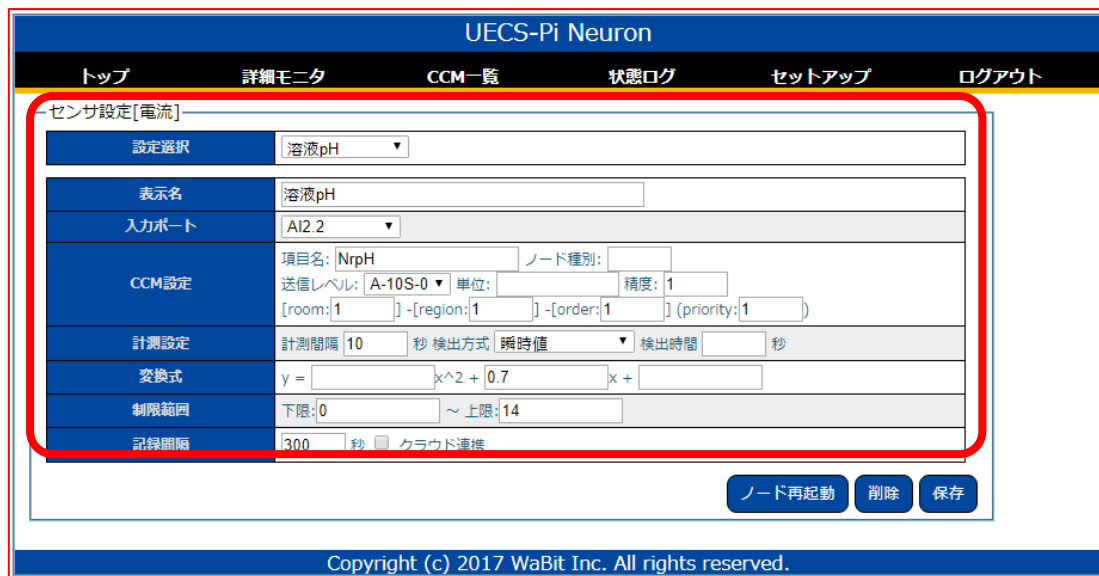 UECS-Pi Neuron
トップ 詳細モニタ CCM一覧 状態ログ セットアップ ログアウト
センサ設定[電流]
設定選択 溶液pH ▼
表示名 溶液pH
入力ポート AI2.2 ▼
CCM設定 項目名: NrpH ノード種別:
送信レベル: A-10S-0 ▼ 単位: 精度: 1
[room: 1 ] -[region: 1 ] -[order: 1 ] (priority: 1 )
計測設定 計測間隔 10 秒 検出方式 瞬時値 ▼ 検出時間 秒
変換式 y = x^2 + 0.7 x +
制限範囲 下限: 0 ～ 上限: 14
記録間隔 300 秒 クラウド連携
ノード再起動 削除 保存
Copyright (c) 2017 WaBit Inc. All rights reserved.